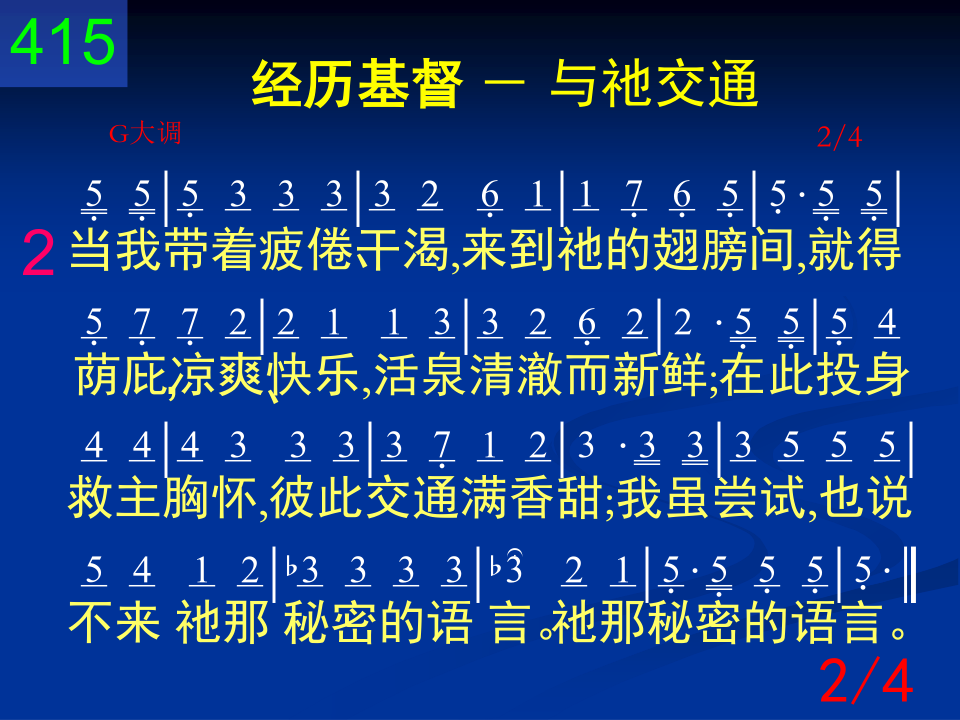 415
经历基督 － 与祂交通
G大调 2/4
5 5|5 3 3 3|3 2 6 1|1 7 6 5|5·5 5|
2 当我带着疲倦、干渴,来到祂的翅膀间,就得
5 7 7 2|2 1 1 3|3 2 6 2|2 ·5 5|5 4
荫庇,凉爽、快乐,活泉清澈而新鲜;在此投身
4 4|4 3 3 3|3 7 1 2|3 ·3 3|3 5 5 5|
救主胸怀,彼此交通满香甜;我虽尝试,也说
5 4 1 2|♭3 3 3 3|♭3 2 1|5·5 5 5|5·‖
不来 祂那 秘密的语 言。祂那秘密的语言。
2/4